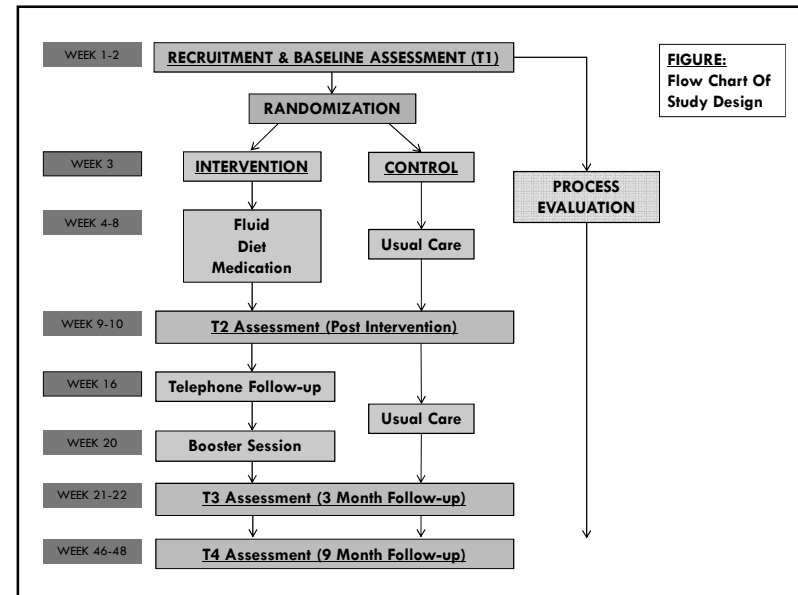 WEEK 1-2
RECRUITMENT & BASELINE ASSESSMENT (T1)
FIGURE:
Flow Chart Of
Study Design
RANDOMIZATION
WEEK 3
INTERVENTION
CONTROL
PROCESS
EVALUATION
WEEK 4-8
Fluid
Diet
Medication
Usual Care
WEEK 9-10
T2 Assessment (Post Intervention)
WEEK 16
Telephone Follow-up
Usual Care
WEEK 20
Booster Session
WEEK 21-22
T3 Assessment (3 Month Follow-up)
WEEK 46-48
T4 Assessment (9 Month Follow-up)